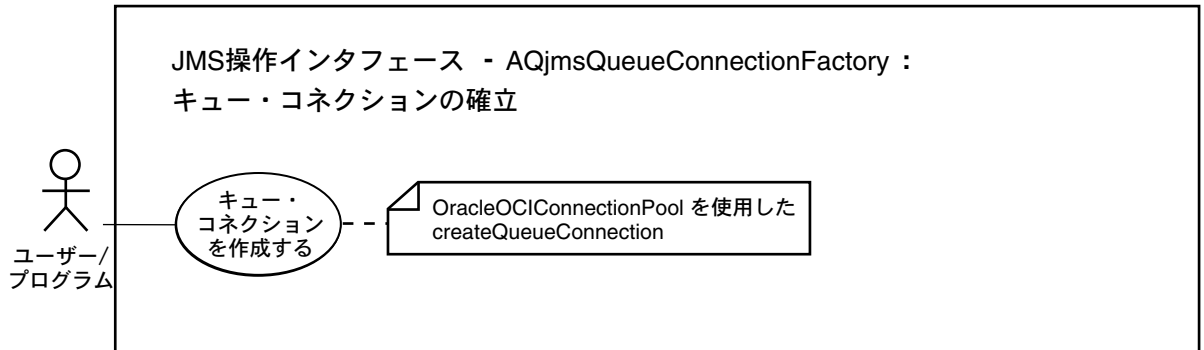 JMS操作インタフェース - AQjmsQueueConnectionFactory :
キュー・コネクションの確立
キュー・
コネクション
を作成する
OracleOCIConnectionPool を使用した
createQueueConnection
ユーザー/
プログラム